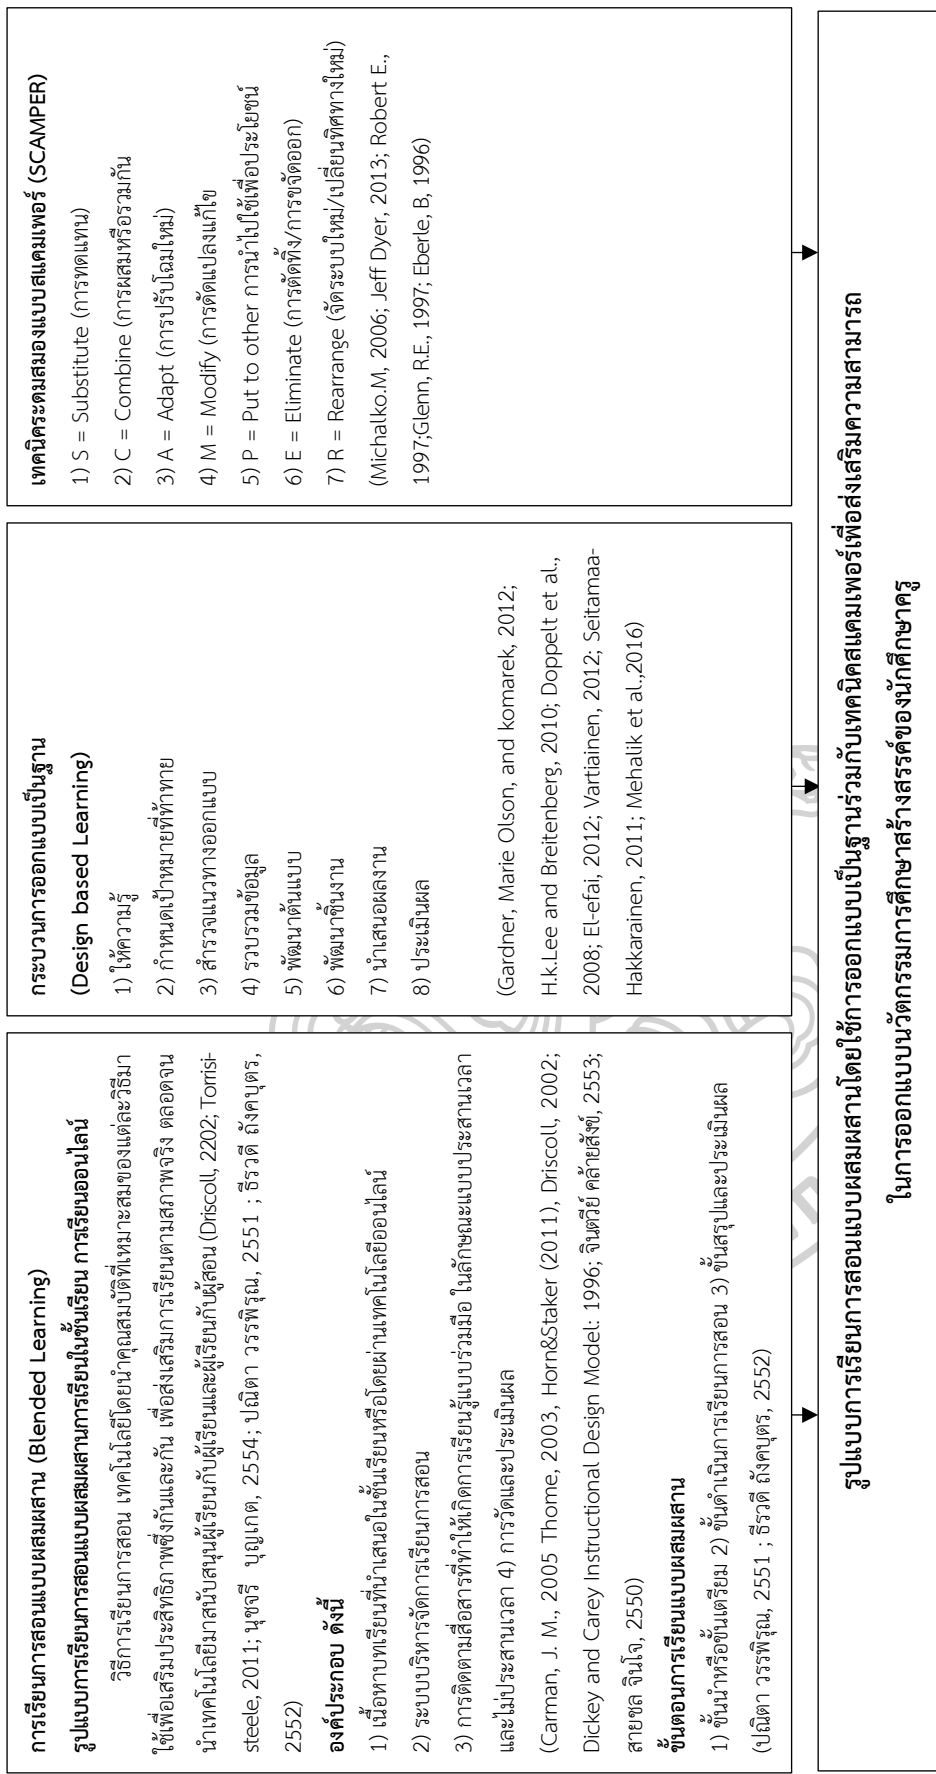 การเรียนการสอนแบบผสมผสาน (Blended Learning)
รูปแบบการเรียนการสอนแบบผสมผสานการเรียนในชั้นเรียน การเรียนออนไลน์
วิธีการเรียนการสอน เทคโนโลยีโดยนำคุณสมบัติที่เหมาะสมของแต่ละวิธีมา
ใช้เพื่อเสริมประสิทธิภาพซึ่งกันและกัน เพื่อส่งเสริมการเรียนตามสภาพจริง ตลอดจน
นำเทคโนโลยีมาสนับสนุนผู้เรียนกับผู้เรียนและผู้เรียนกับผู้สอน (Driscoll, 2202; Torrisi-
steele, 2011; นุชจรี บุญเกต, 2554; ปณิตา วรรพิรุณ, 2551 ; ธีรวดี ถังคบุตร,
2552)
องค์ประกอบ ดังนี้
1) เนื้อหาบทเรียนที่นำเสนอในชั้นเรียนหรือโดยผ่านเทคโนโลยีออนไลน์
2) ระบบบริหารจัดการเรียนการสอน
3) การติดตามสื่อสารที่ทำให้เกิดการเรียนรู้แบบร่วมมือ ในลักษณะแบบประสานเวลา
และไม่ประสานเวลา 4) การวัดและประเมินผล
(Carman, J. M., 2005 Thome, 2003, Horn&Staker (2011), Driscoll, 2002;
Dickey and Carey Instructional Design Model: 1996; จินตวีย์ คล้ายสังข์, 2553;
สายชล จินโจ, 2550)
ขั้นตอนการเรียนแบบผสมผสาน
1) ขั้นนำหรือขั้นเตรียม 2) ขั้นดำเนินการเรียนการสอน 3) ขั้นสรุปและประเมินผล
(ปณิตา วรรพิรุณ, 2551 ; ธีรวดี ถังคบุตร, 2552)
กระบวนการออกแบบเป็นฐาน
(Design based Learning)
1) ให้ความรู้
2) กำหนดเป้าหมายที่ท้าทาย
3) สำรวจแนวทางออกแบบ
4) รวบรวมข้อมูล
5) พัฒนาต้นแบบ
6) พัฒนาชิ้นงาน
7) นำเสนอผลงาน
8) ประเมินผล
(Gardner, Marie Olson, and komarek, 2012;
H.k.Lee and Breitenberg, 2010; Doppelt et al.,
2008; El-efai, 2012; Vartiainen, 2012; Seitamaa-
Hakkarainen, 2011; Mehalik et al.,2016)
เทคนิคระดมสมองแบบสแคมเพอร์ (SCAMPER)
1) S = Substitute (การทดแทน)
2) C = Combine (การผสมหรือรวมกัน
3) A = Adapt (การปรับโฉมใหม่)
4) M = Modify (การดัดแปลงแก้ไข
5) P = Put to other การนำไปใช้เพื่อประโยชน์
6) E = Eliminate (การตัดทิ้ง/การขจัดออก)
7) R = Rearrange (จัดระบบใหม่/เปลี่ยนทิศทางใหม่)
(Michalko.M, 2006; Jeff Dyer, 2013; Robert E.,
1997;Glenn, R.E., 1997; Eberle, B, 1996)
รูปแบบการเรียนการสอนแบบผสมผสานโดยใช้การออกแบบเป็นฐานร่วมกับเทคนิคสแคมเพอร์เพื่อส่งเสริมความสามารถ
ในการออกแบบนวัตกรรมการศึกษาสร้างสรรค์ของนักศึกษาครู